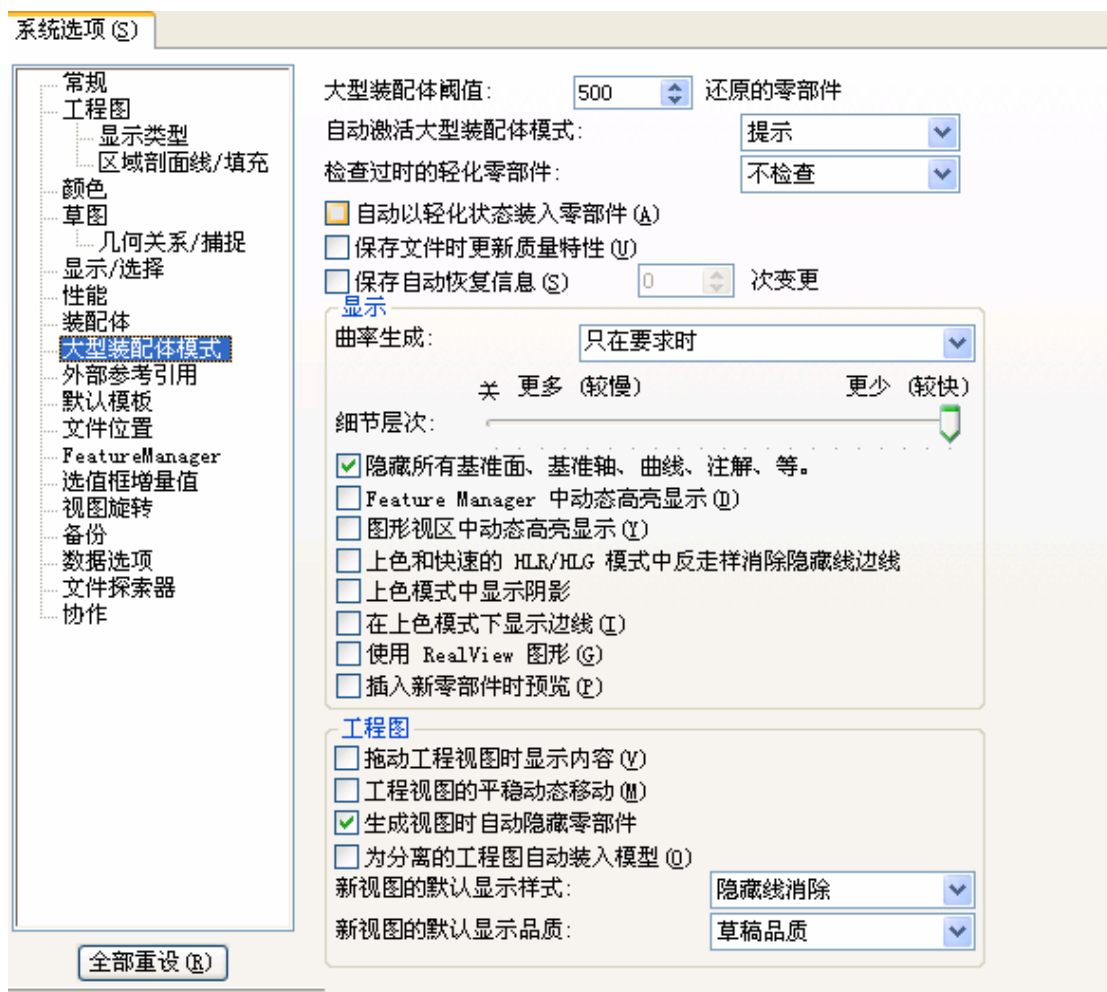 系统选项(S)
常规
工程图
显示类型
区域剖面线/填充
颜色
草图
几何关系/捕捉
显示/选择
性能
装配体
大型装配体模式
外部参考引用
默认模板
文件位置
FeatureManager
选值框增量值
视图旋转
备份
数据选项
文件探索器
协作
全部重设(R)
大型装配体阈值: 500 还原的零部件
自动激活大型装配体模式: 提示
检查过时的轻化零部件: 不检查
自动以轻化状态装入零部件(A)
保存文件时更新质量特性(U)
保存自动恢复信息(S) 0 次变更
显示
曲率生成: 只在要求时
关 更多 (较慢) 更少 (较快)
细节层次:
隐藏所有基准面、基准轴、曲线、注解、等。
Feature Manager 中动态高亮显示(D)
图形视区中动态高亮显示(Y)
上色和快速的 HLR/HLG 模式中反走样消除隐藏线边线
上色模式中显示阴影
在上色模式下显示边线(I)
使用 RealView 图形(G)
插入新零部件时预览(P)
工程图
拖动工程视图时显示内容(V)
工程视图的平稳动态移动(M)
生成视图时自动隐藏零部件
为分离的工程图自动装入模型(O)
新视图的默认显示样式: 隐藏线消除
新视图的默认显示品质: 草稿品质